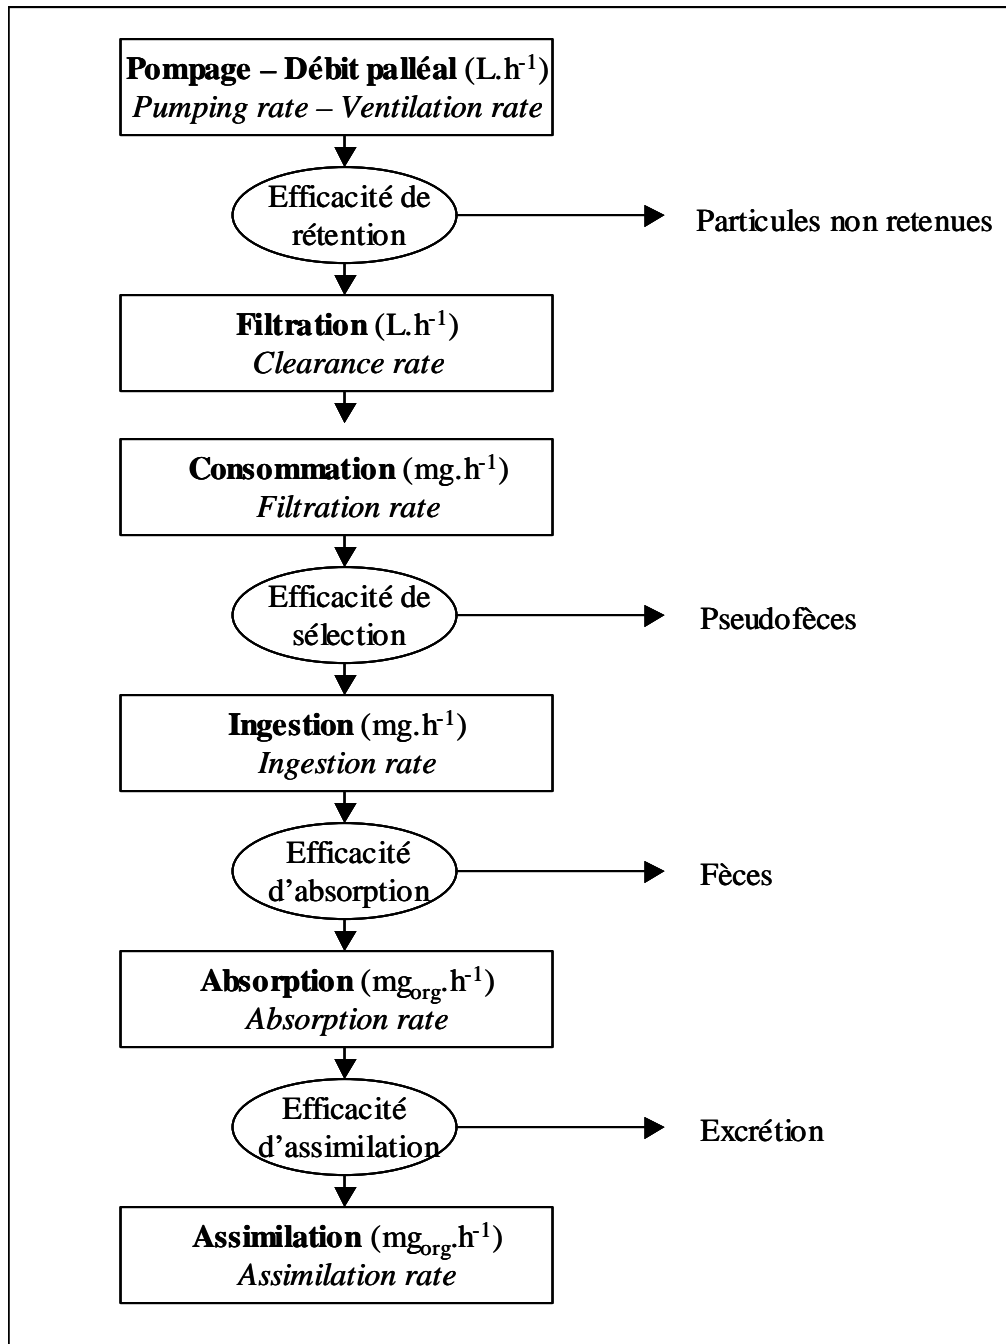 Pompage – Débit palléal (L.h⁻¹)
Pumping rate – Ventilation rate
Efficacité de
rétention
Particules non retenues
Filtration (L.h⁻¹)
Clearance rate
Consommation (mg.h⁻¹)
Filtration rate
Efficacité de
sélection
Pseudofèces
Ingestion (mg.h⁻¹)
Ingestion rate
Efficacité
d’absorption
Fèces
Absorption (mgorg.h⁻¹)
Absorption rate
Efficacité
d’assimilation
Excrétion
Assimilation (mgorg.h⁻¹)
Assimilation rate